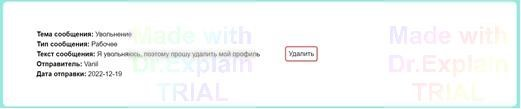 Тема сообщения: Увольнение
Тип сообщения: Рабочее
Текст сообщения: Я увольняюсь, поэтому прошу удалить мой профиль
Удалить
Отправитель: Vanil
Дата отправки: 2022-12-19
Made with
Dr.Explain
TRIAL
Made with
Dr.Explain
TRIAL